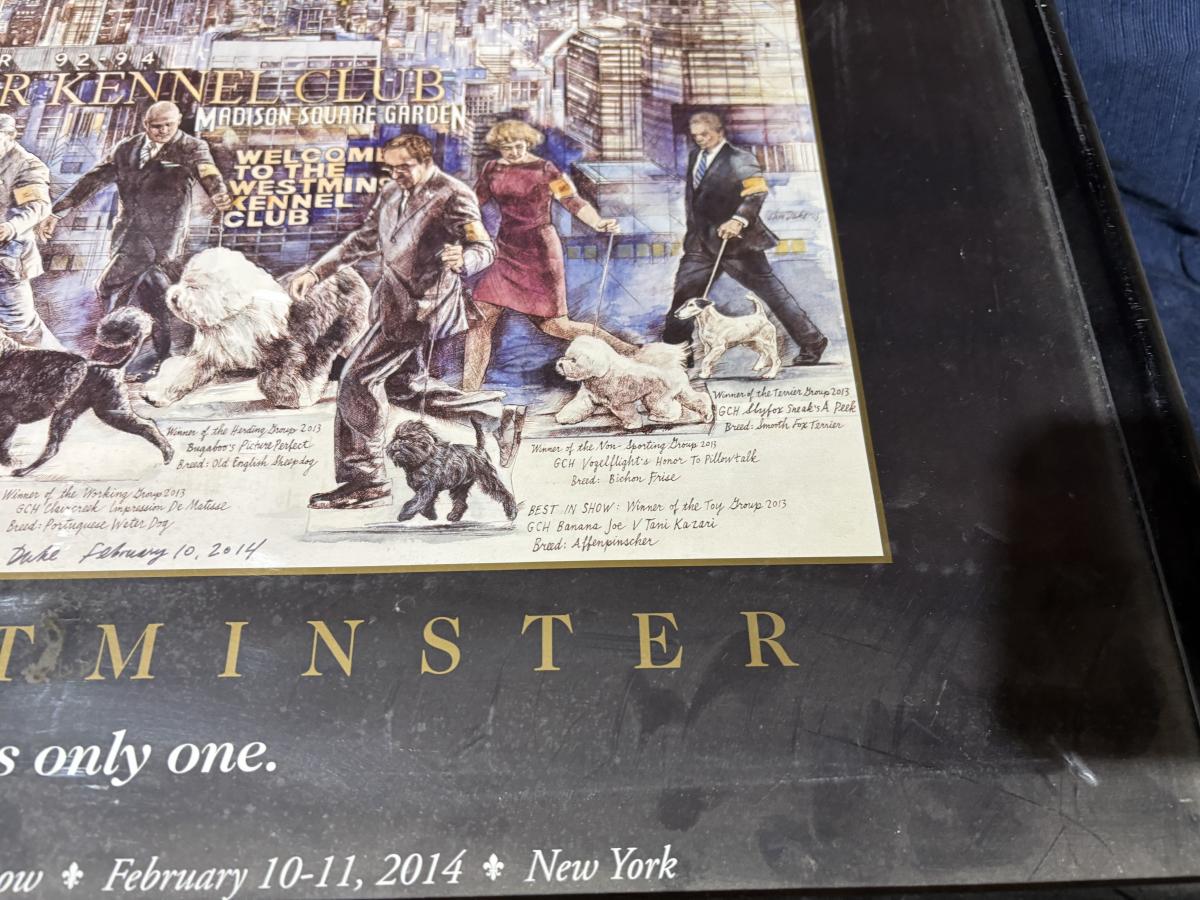 R 92-94
R KENNEL CLUB
MADISON SQUARE GARDEN
WELCOME
TO THE
WESTMINS
KENNEL
CLUB
Winner of the Terrier Group 2013
GCH Slyfox Sneak's A Peek
Breed: Smooth Fox Terrier
Winner of the Herding Group 2013
Bugaboo's Picture Perfect
Breed: Old English Sheepdog
Winner of the Non-Sporting Group 2013
GCH Vogelflight's Honor To Pillowtalk
Breed: Bichon Frise
Winner of the Working Group 2013
GCH Claircreek Impression De Matisse
Breed: Portuguese Water Dog
BEST IN SHOW: Winner of the Toy Group 2013
GCH Banana Joe V Tani Kazari
Breed: Affenpinscher
Duke February 10, 2014
TMINSTER
s only one.
ow ⚜ February 10-11, 2014 ⚜ New York